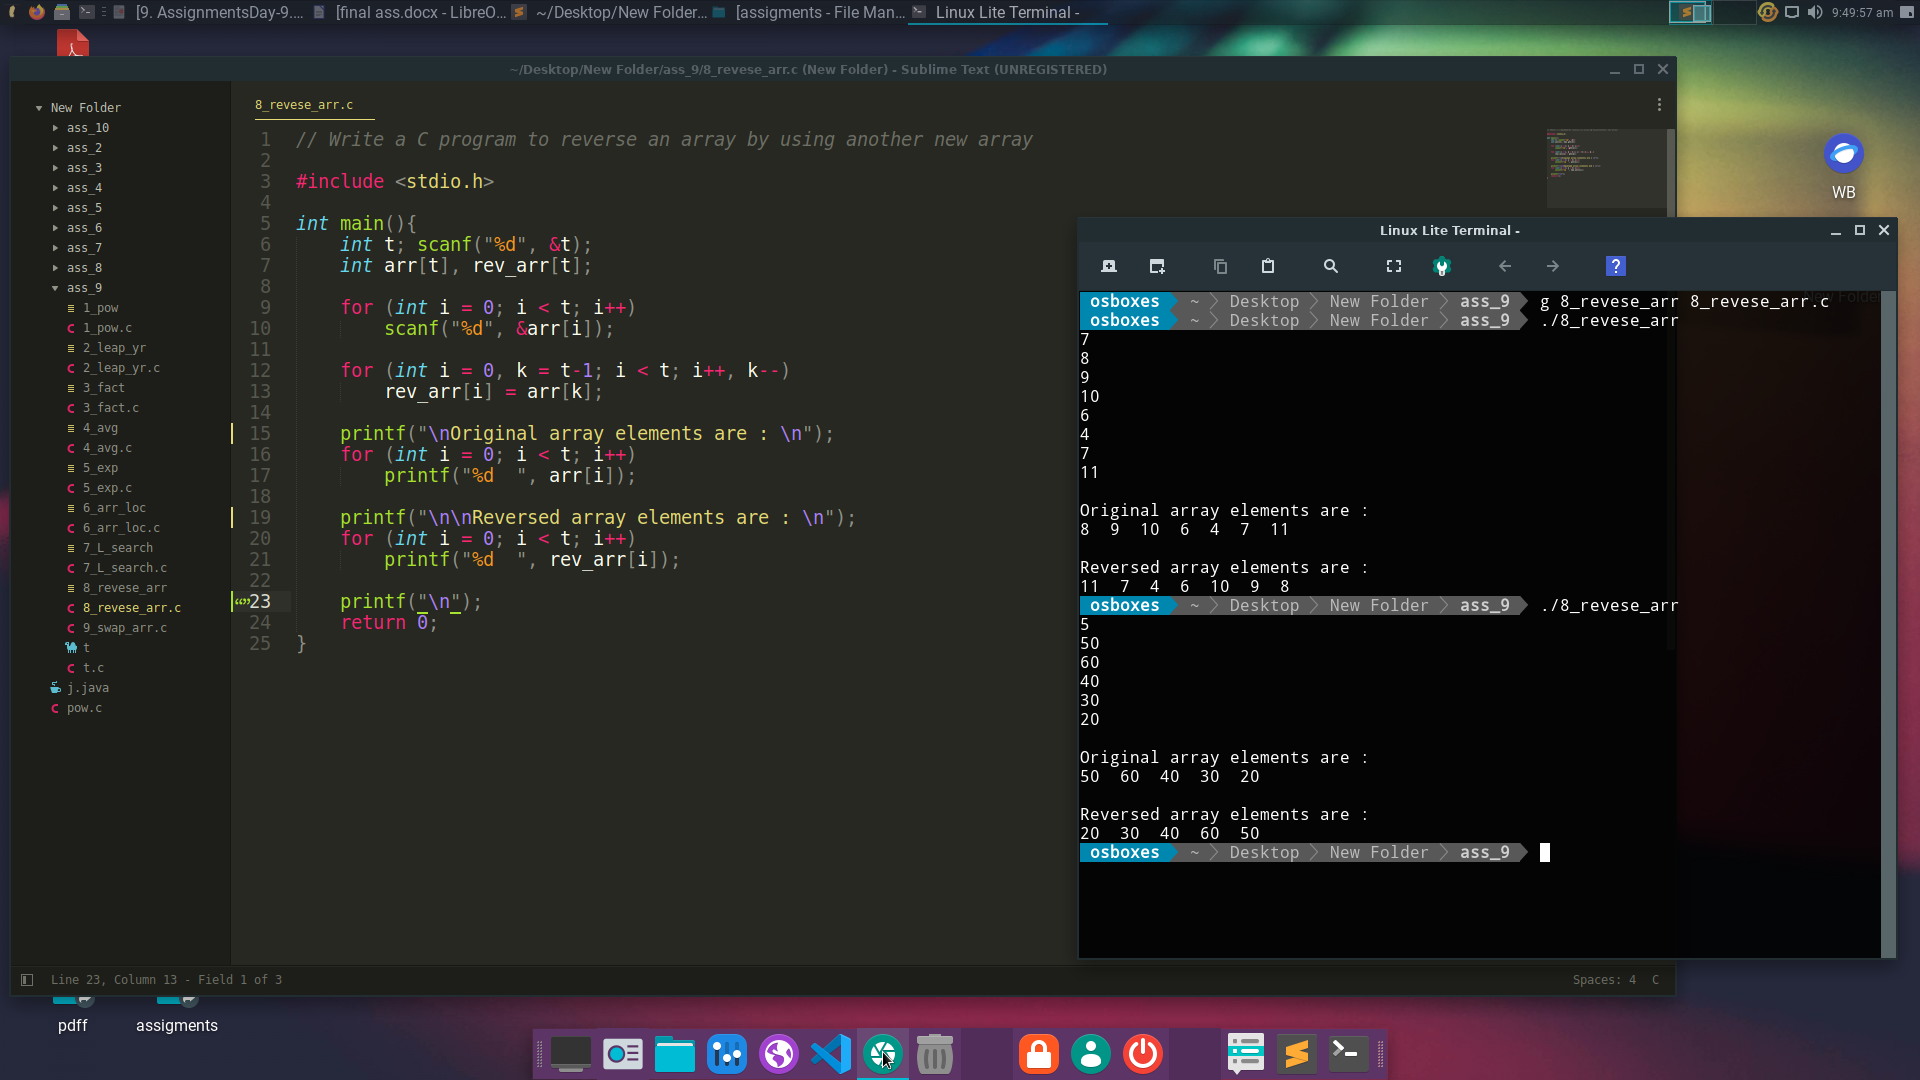 [9. AssignmentsDay-9....
[final ass.docx - LibreO...
~/Desktop/New Folder...
[assigments - File Man...
Linux Lite Terminal -
9:49:57 am
~/Desktop/New Folder/ass_9/8_revese_arr.c (New Folder) - Sublime Text (UNREGISTERED)
New Folder
ass_10
ass_2
ass_3
ass_4
ass_5
ass_6
ass_7
ass_8
ass_9
1_pow
1_pow.c
2_leap_yr
2_leap_yr.c
3_fact
3_fact.c
4_avg
4_avg.c
5_exp
5_exp.c
6_arr_loc
6_arr_loc.c
7_L_search
7_L_search.c
8_revese_arr
8_revese_arr.c
9_swap_arr.c
t
t.c
j.java
pow.c
8_revese_arr.c
1 // Write a C program to reverse an array by using another new array
2
3 #include <stdio.h>
4
5 int main(){
6 int t; scanf("%d", &t);
7 int arr[t], rev_arr[t];
8
9 for (int i = 0; i < t; i++)
10 scanf("%d", &arr[i]);
11
12 for (int i = 0, k = t-1; i < t; i++, k--)
13 rev_arr[i] = arr[k];
14
15 printf("\nOriginal array elements are : \n");
16 for (int i = 0; i < t; i++)
17 printf("%d  ", arr[i]);
18
19 printf("\n\nReversed array elements are : \n");
20 for (int i = 0; i < t; i++)
21 printf("%d  ", rev_arr[i]);
22
23 printf("\n");
24 return 0;
25 }
Line 23, Column 13 - Field 1 of 3
Spaces: 4
C
WB
Linux Lite Terminal -
osboxes ~ Desktop New Folder ass_9 g 8_revese_arr 8_revese_arr.c
osboxes ~ Desktop New Folder ass_9 ./8_revese_arr
7
8
9
10
6
4
7
11
Original array elements are :
8 9 10 6 4 7 11
Reversed array elements are :
11 7 4 6 10 9 8
osboxes ~ Desktop New Folder ass_9 ./8_revese_arr
5
50
60
40
30
20
Original array elements are :
50 60 40 30 20
Reversed array elements are :
20 30 40 60 50
osboxes ~ Desktop New Folder ass_9
pdff
assigments